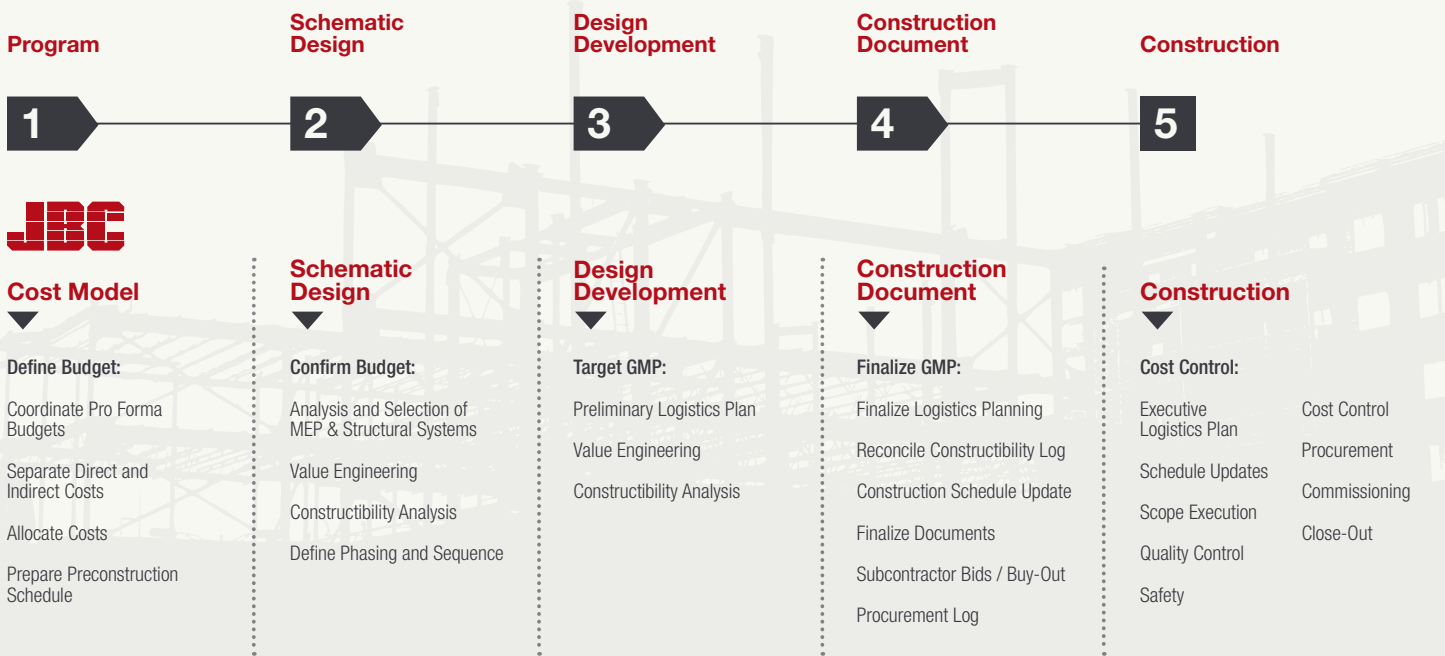 Program
Schematic
Design
Design
Development
Construction
Document
Construction
1
2
3
4
5
JBC
Cost Model
Define Budget:
Coordinate Pro Forma
Budgets
Separate Direct and
Indirect Costs
Allocate Costs
Prepare Preconstruction
Schedule
Schematic
Design
Confirm Budget:
Analysis and Selection of
MEP & Structural Systems
Value Engineering
Constructibility Analysis
Define Phasing and Sequence
Design
Development
Target GMP:
Preliminary Logistics Plan
Value Engineering
Constructibility Analysis
Construction
Document
Finalize GMP:
Finalize Logistics Planning
Reconcile Constructibility Log
Construction Schedule Update
Finalize Documents
Subcontractor Bids / Buy-Out
Procurement Log
Construction
Cost Control:
Executive
Logistics Plan
Schedule Updates
Scope Execution
Quality Control
Safety
Cost Control
Procurement
Commissioning
Close-Out